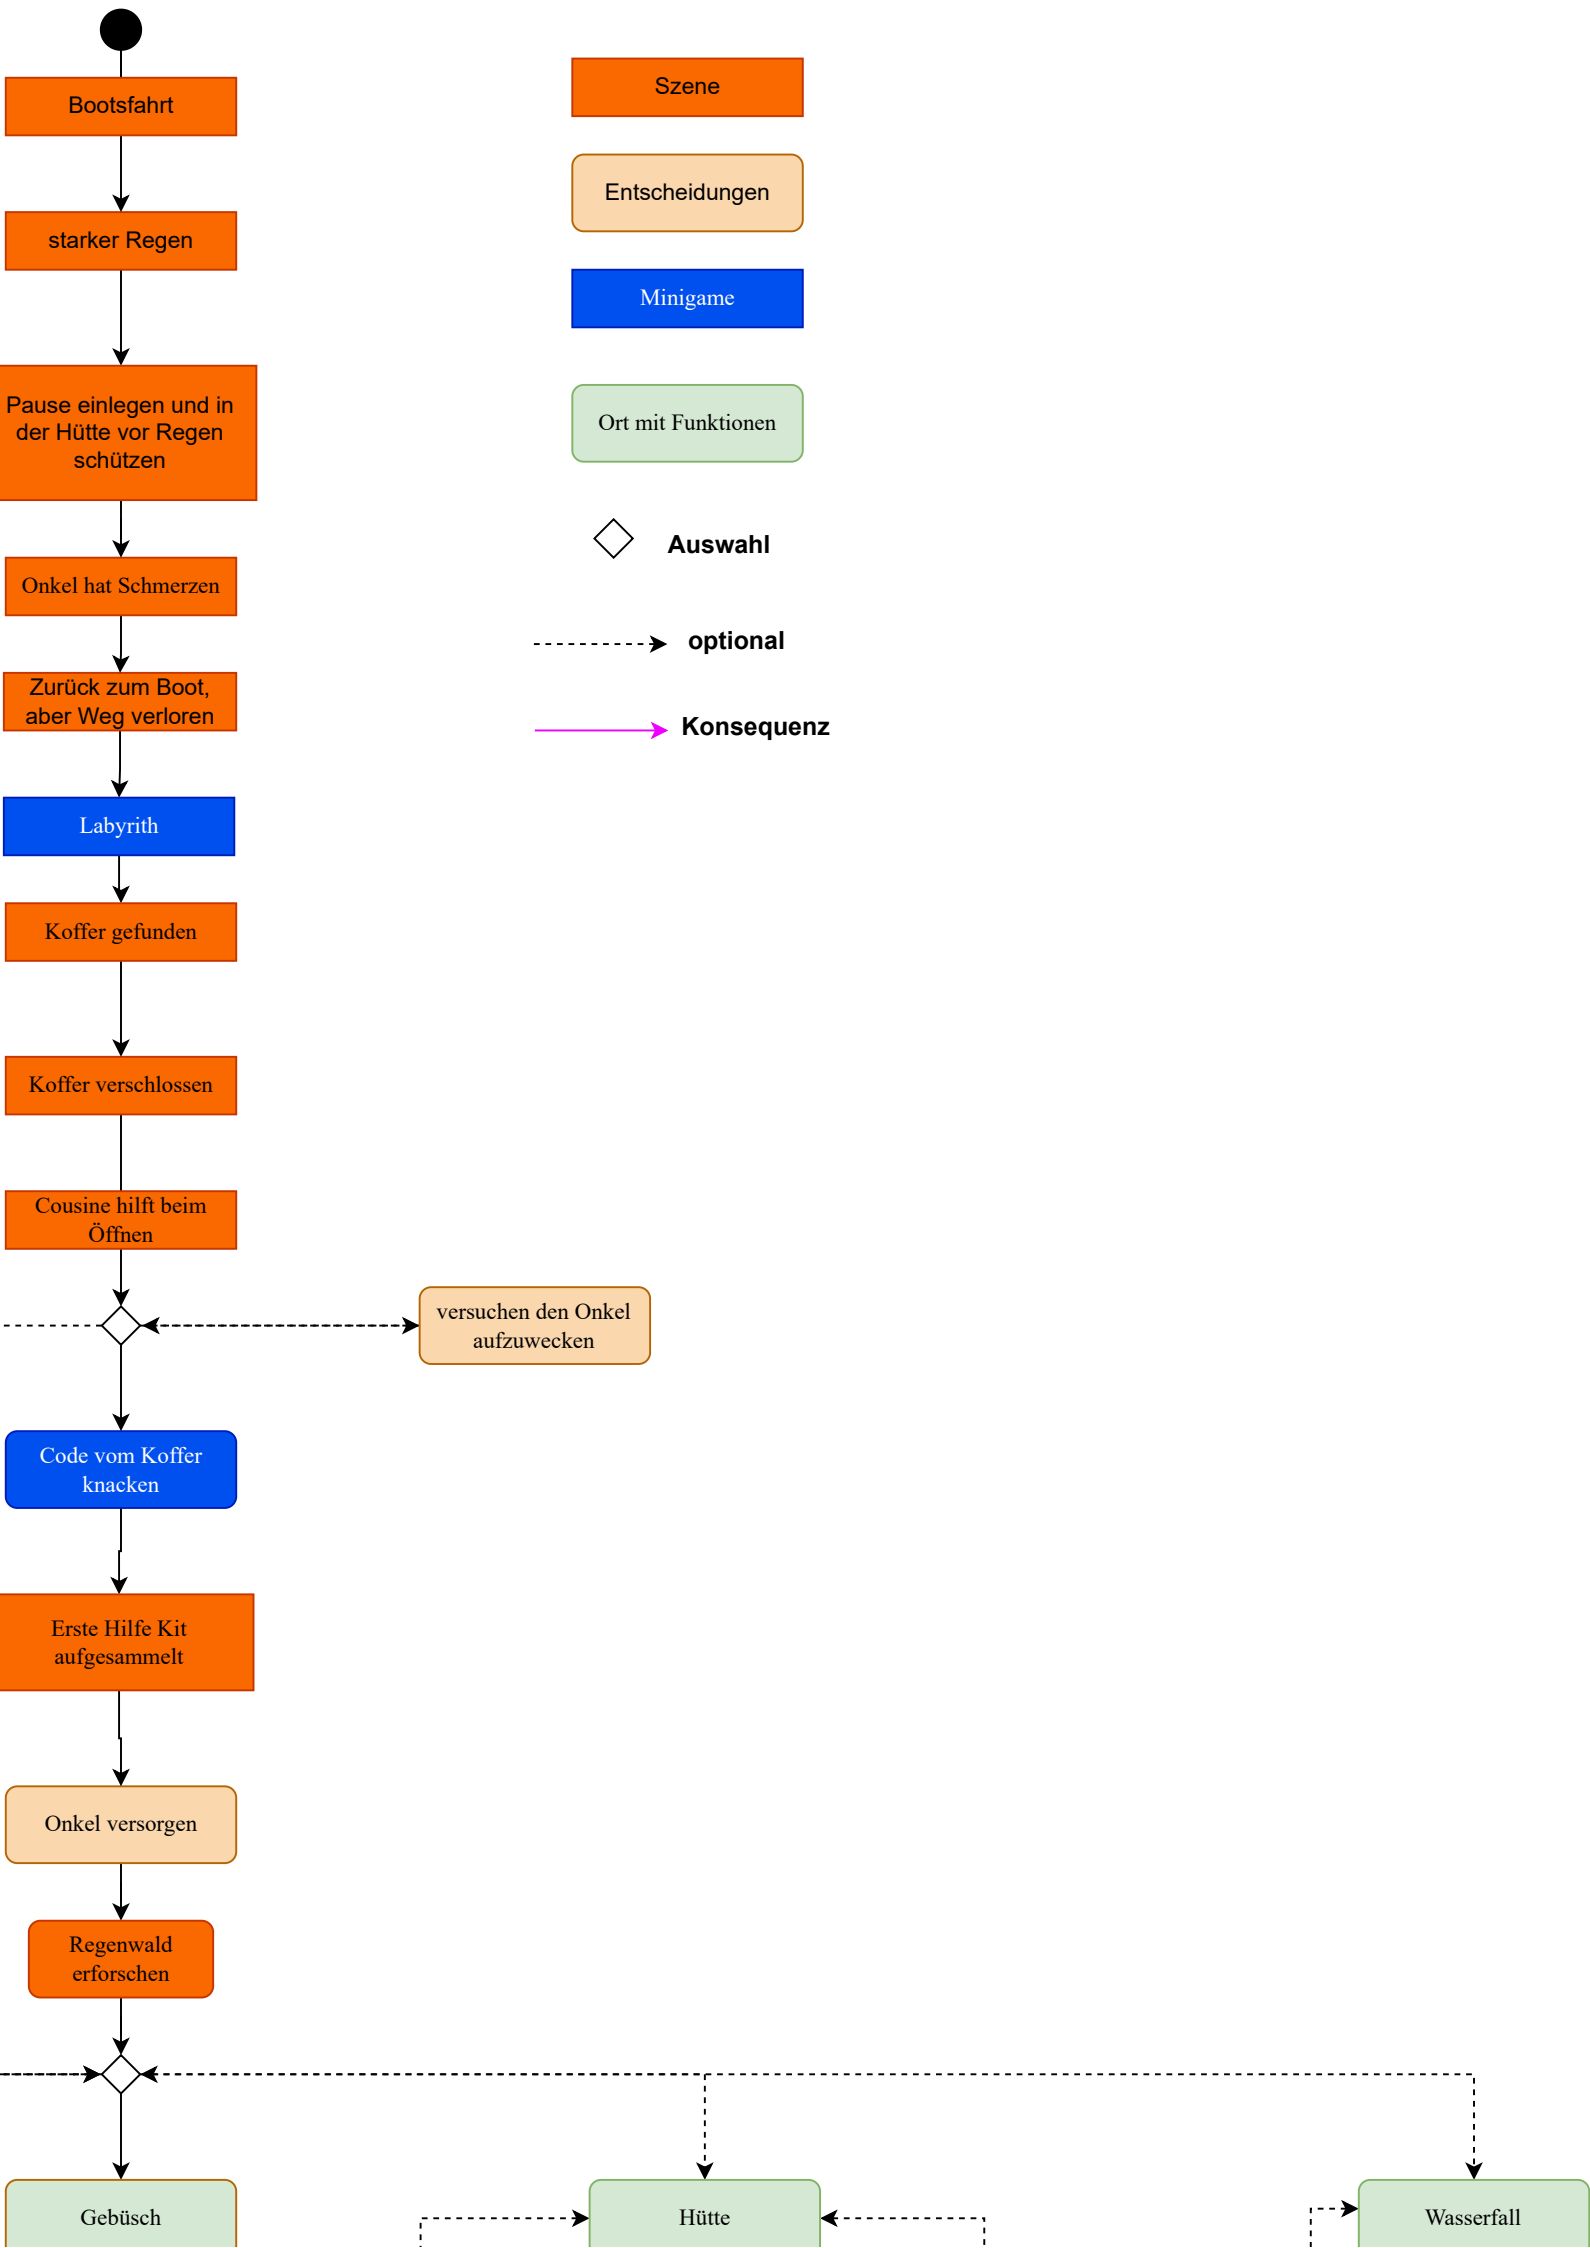 Bootsfahrt
starker Regen
Pause einlegen und in
der Hütte vor Regen
schützen
Onkel hat Schmerzen
Zurück zum Boot,
aber Weg verloren
Labyrith
Koffer gefunden
Koffer verschlossen
Cousine hilft beim
Öffnen
versuchen den Onkel
aufzuwecken
Code vom Koffer
knacken
Erste Hilfe Kit
aufgesammelt
Onkel versorgen
Regenwald
erforschen
Gebüsch
Hütte
Wasserfall
Szene
Entscheidungen
Minigame
Ort mit Funktionen
Auswahl
optional
Konsequenz